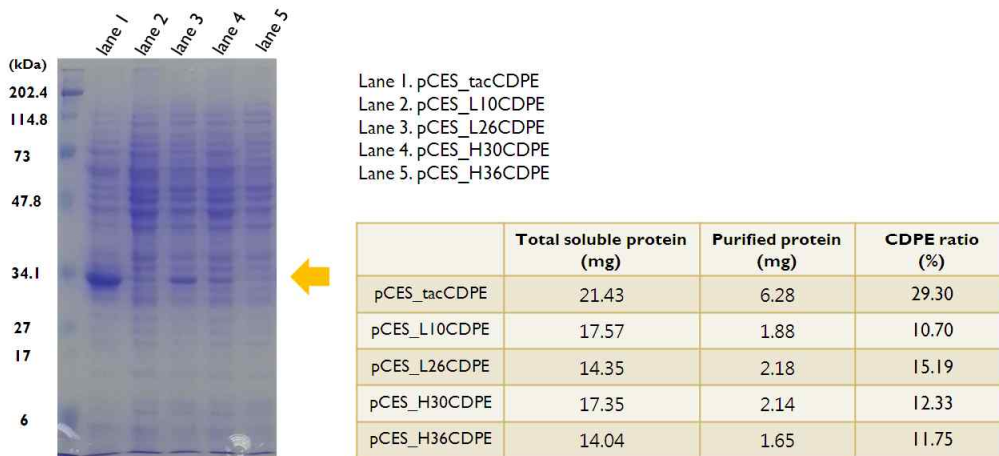 lane 1
lane 2
lane 3
lane 4
lane 5
(kDa)
202.4
114.8
73
47.8
34.1
27
17
6
Lane 1. pCES_tacCDPE
Lane 2. pCES_L10CDPE
Lane 3. pCES_L26CDPE
Lane 4. pCES_H30CDPE
Lane 5. pCES_H36CDPE
Total soluble protein (mg) Purified protein (mg) CDPE ratio (%)
pCES_tacCDPE 21.43 6.28 29.30
pCES_L10CDPE 17.57 1.88 10.70
pCES_L26CDPE 14.35 2.18 15.19
pCES_H30CDPE 17.35 2.14 12.33
pCES_H36CDPE 14.04 1.65 11.75